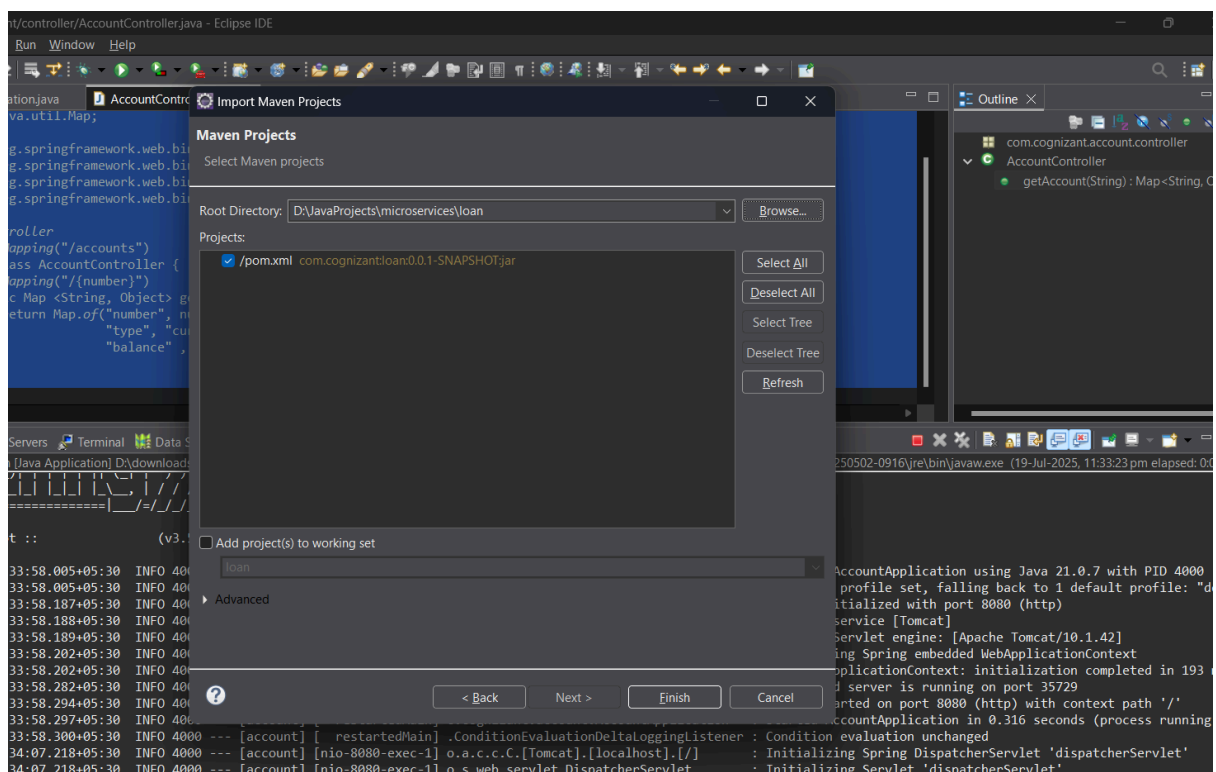 nt/controller/AccountController.java - Eclipse IDE
Run Window Help
ation.java AccountContro
Import Maven Projects
Outline
va.util.Map;
Maven Projects
Select Maven projects
com.cognizant.account.controller
AccountController
getAccount(String) : Map<String, O
g.springframework.web.bi
g.springframework.web.bi
g.springframework.web.bi
g.springframework.web.bi
Root Directory: D:\JavaProjects\microservices\loan Browse...
Projects:
/pom.xml com.cognizant:loan:0.0.1-SNAPSHOT:jar
Select All
Deselect All
Select Tree
Deselect Tree
Refresh
roller
Mapping("/accounts")
ass AccountController {
Mapping("/{number}")
c Map <String, Object> g
eturn Map.of("number", n
"type", "cu
"balance" ,
Servers Terminal Data S
n [Java Application] D:\download
250502-0916\jre\bin\javaw.exe (19-Jul-2025, 11:33:23 pm elapsed: 0:0
t :: (v3.
Add project(s) to working set
loan
Advanced
33:58.005+05:30 INFO 400 AccountApplication using Java 21.0.7 with PID 4000
33:58.005+05:30 INFO 400 profile set, falling back to 1 default profile: "d
33:58.187+05:30 INFO 400 itialized with port 8080 (http)
33:58.188+05:30 INFO 400 service [Tomcat]
33:58.189+05:30 INFO 400 Servlet engine: [Apache Tomcat/10.1.42]
33:58.202+05:30 INFO 400 ing Spring embedded WebApplicationContext
33:58.202+05:30 INFO 400 pplicationContext: initialization completed in 193
33:58.282+05:30 INFO 400 d server is running on port 35729
33:58.294+05:30 INFO 400 arted on port 8080 (http) with context path '/'
33:58.297+05:30 INFO 400 ccountApplication in 0.316 seconds (process running
< Back Next > Finish Cancel
33:58.300+05:30 INFO 4000 --- [account] [ restartedMain] .ConditionEvaluationDeltaLoggingListener : Condition evaluation unchanged
34:07.218+05:30 INFO 4000 --- [account] [nio-8080-exec-1] o.a.c.c.C.[Tomcat].[localhost].[/] : Initializing Spring DispatcherServlet 'dispatcherServlet'
34:07.218+05:30 INFO 4000 --- [account] [nio-8080-exec-1] o.s.web.servlet.DispatcherServlet : Initializing Servlet 'dispatcherServlet'